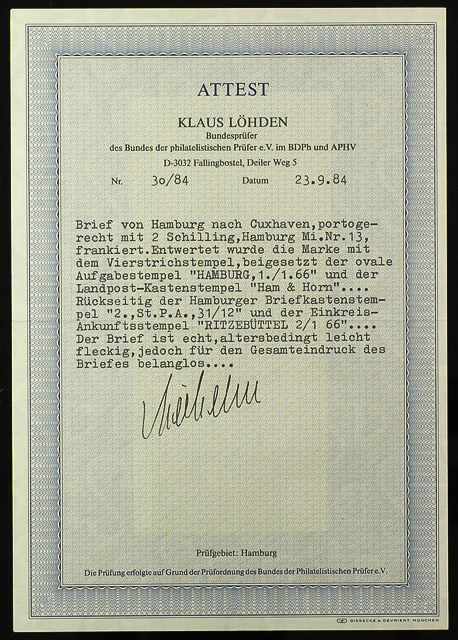 ATTEST
KLAUS LÖHDEN
Bundesprüfer
des Bundes der philatelistischen Prüfer e.V. im BDPh und APHV
D-3032 Fallingbostel, Deiler Weg 5
Nr. 30/84 Datum 23.9.84
Brief von Hamburg nach Cuxhaven,portoge-
recht mit 2 Schilling,Hamburg Mi.Nr.13,
frankiert.Entwertet wurde die Marke mit
dem Vierstrichstempel,beigesetzt der ovale
Aufgabestempel "HAMBURG,1./1.66" und der
Landpost-Kastenstempel "Ham & Horn"....
Rückseitig der Hamburger Briefkastenstem-
pel "2.,St.P.A.,31/12" und der Einkreis-
Ankunftsstempel "RITZEBÜTTEL 2/1 66"....
Der Brief ist echt,altersbedingt leicht
fleckig,jedoch für den Gesamteindruck des
Briefes belanglos....
Prüfgebiet: Hamburg
Die Prüfung erfolgte auf Grund der Prüfordnung des Bundes der Philatelistischen Prüfer e.V.
GIESECKE & DEVRIENT MÜNCHEN